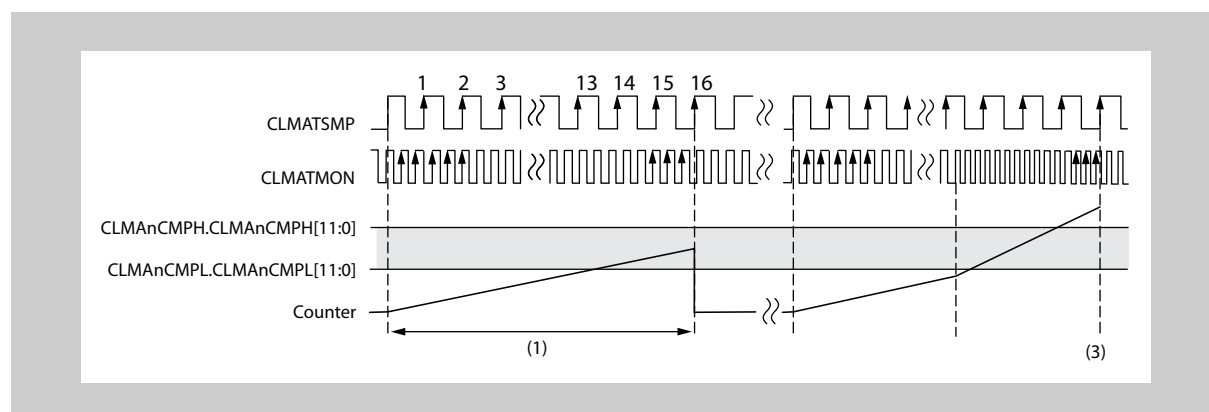 1 2 3 13 14 15 16
CLMATSMP
CLMATMON
CLMAnCMPH.CLMAnCMPH[11:0]
CLMAnCMPL.CLMAnCMPL[11:0]
Counter
(1)
(3)